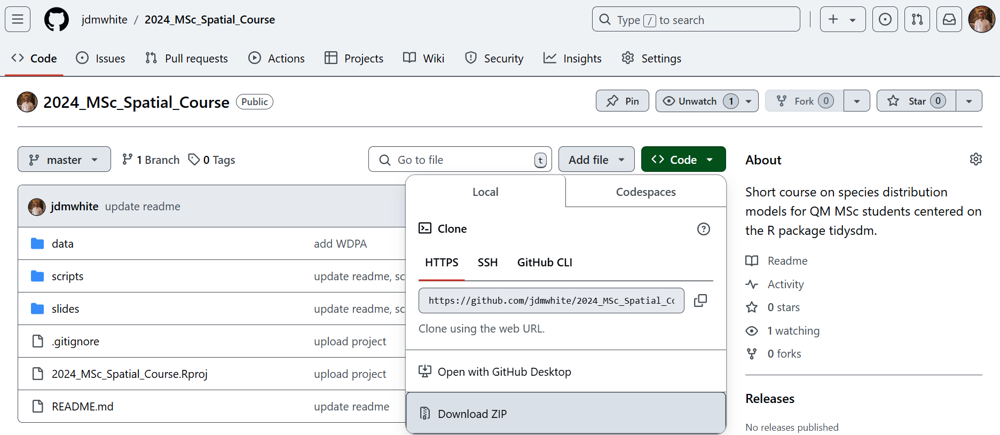 jdmwhite / 2024_MSc_Spatial_Course
Type / to search
Code Issues Pull requests Actions Projects Wiki Security Insights Settings
2024_MSc_Spatial_Course Public
Pin Unwatch 1 Fork 0 Star 0
master 1 Branch 0 Tags Go to file t Add file Code
Local Codespaces
Clone
HTTPS SSH GitHub CLI
https://github.com/jdmwhite/2024_MSc_Spatial_Co
Clone using the web URL.
Open with GitHub Desktop
Download ZIP
jdmwhite update readme
data add WDPA
scripts update readme, sc
slides update readme, sc
.gitignore upload project
2024_MSc_Spatial_Course.Rproj upload project
README.md update readme
About
Short course on species distribution
models for QM MSc students centered on
the R package tidysdm.
Readme
Activity
0 stars
1 watching
0 forks
Releases
No releases published